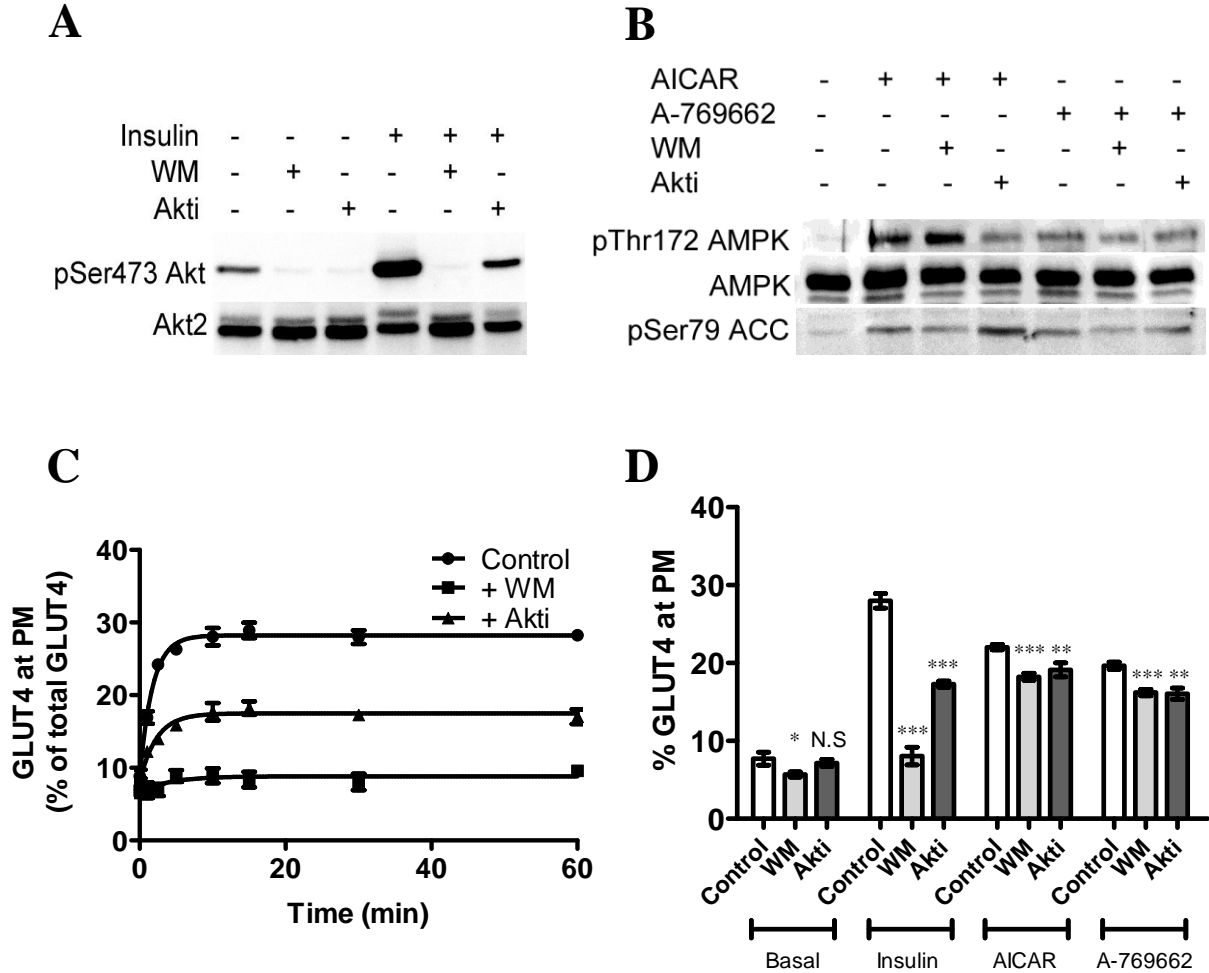 A
Insulin - - - + + +
WM - + - - + -
Akti - - + - - +
pSer473 Akt
Akt2
B
AICAR - + + + - - -
A-769662 - - - - + + +
WM - - + - - + -
Akti - - - + - - +
pThr172 AMPK
AMPK
pSer79 ACC
C
GLUT4 at PM
(% of total GLUT4)
40
30
20
10
0
Control
+ WM
+ Akti
0 20 40 60
Time (min)
D
% GLUT4 at PM
40
30
20
10
0
* N.S
*** ***
*** **
*** **
Control WM Akti Control WM Akti Control WM Akti Control WM Akti
Basal Insulin AICAR A-769662